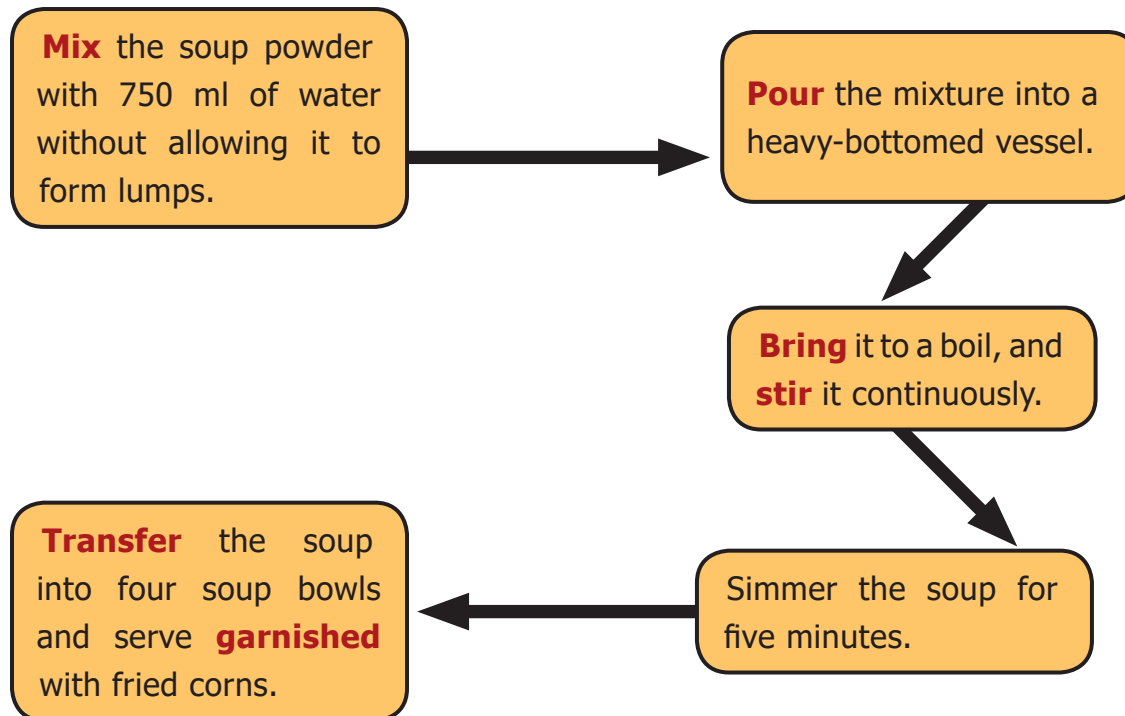 Mix the soup powder
with 750 ml of water
without allowing it to
form lumps.
Pour the mixture into a
heavy-bottomed vessel.
Bring it to a boil, and
stir it continuously.
Simmer the soup for
five minutes.
Transfer the soup
into four soup bowls
and serve garnished
with fried corns.